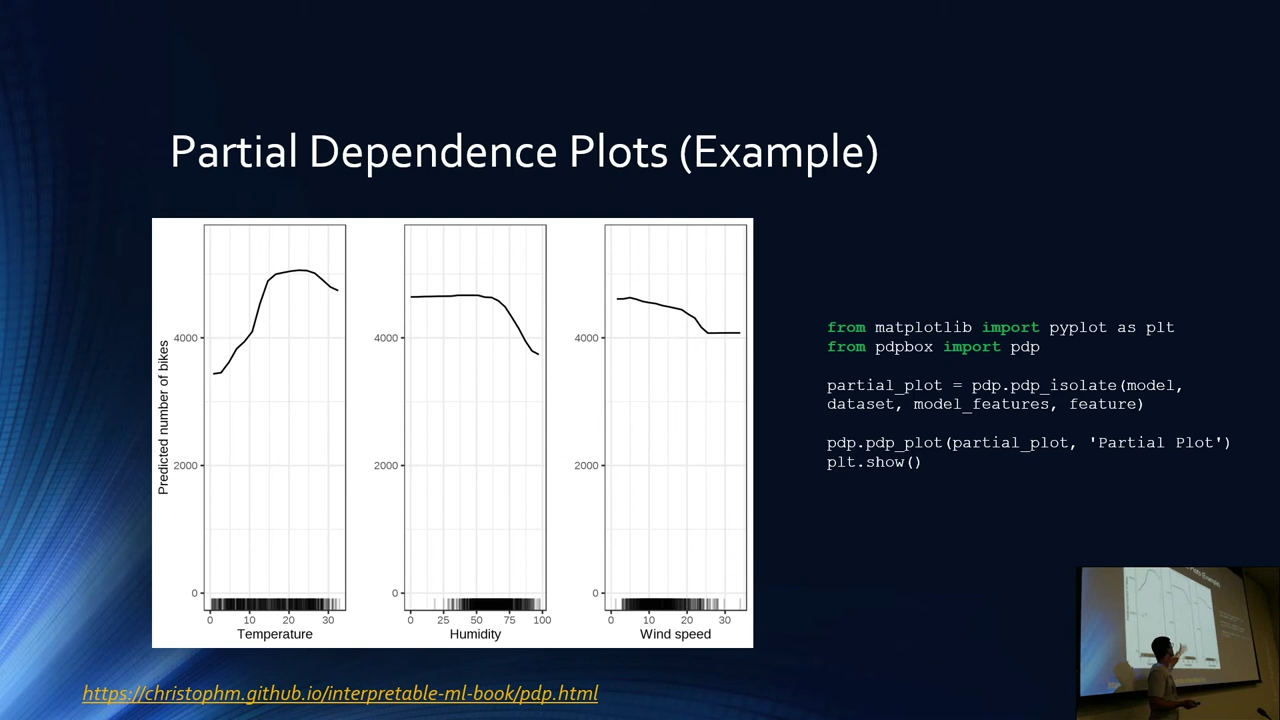 Partial Dependence Plots (Example)
Predicted number of bikes
4000
2000
0
0 10 20 30
Temperature
4000
2000
0
0 25 50 75 100
Humidity
4000
2000
0
0 10 20 30
Wind speed
from matplotlib import pyplot as plt
from pdpbox import pdp
partial_plot = pdp.pdp_isolate(model,
dataset, model_features, feature)
pdp.pdp_plot(partial_plot, 'Partial Plot')
plt.show()
https://christophm.github.io/interpretable-ml-book/pdp.html